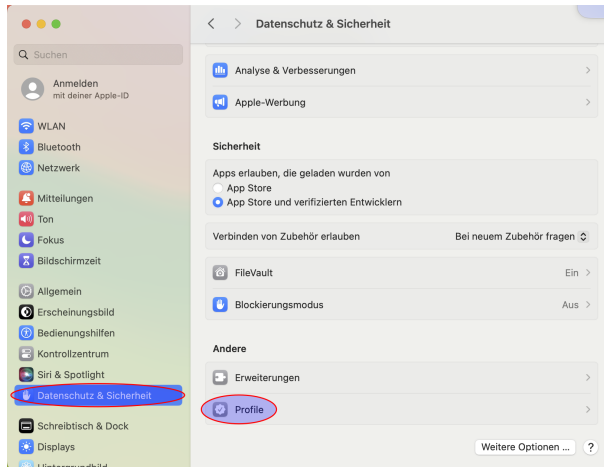 Datenschutz & Sicherheit
Suchen
Anmelden
mit deiner Apple-ID
WLAN
Bluetooth
Netzwerk
Mitteilungen
Ton
Fokus
Bildschirmzeit
Allgemein
Erscheinungsbild
Bedienungshilfen
Kontrollzentrum
Siri & Spotlight
Datenschutz & Sicherheit
Schreibtisch & Dock
Displays
Hintergrundbild
Analyse & Verbesserungen
Apple-Werbung
Sicherheit
Apps erlauben, die geladen wurden von
App Store
App Store und verifizierten Entwicklern
Verbinden von Zubehör erlauben Bei neuem Zubehör fragen
FileVault Ein
Blockierungsmodus Aus
Andere
Erweiterungen
Profile
Weitere Optionen ... ?